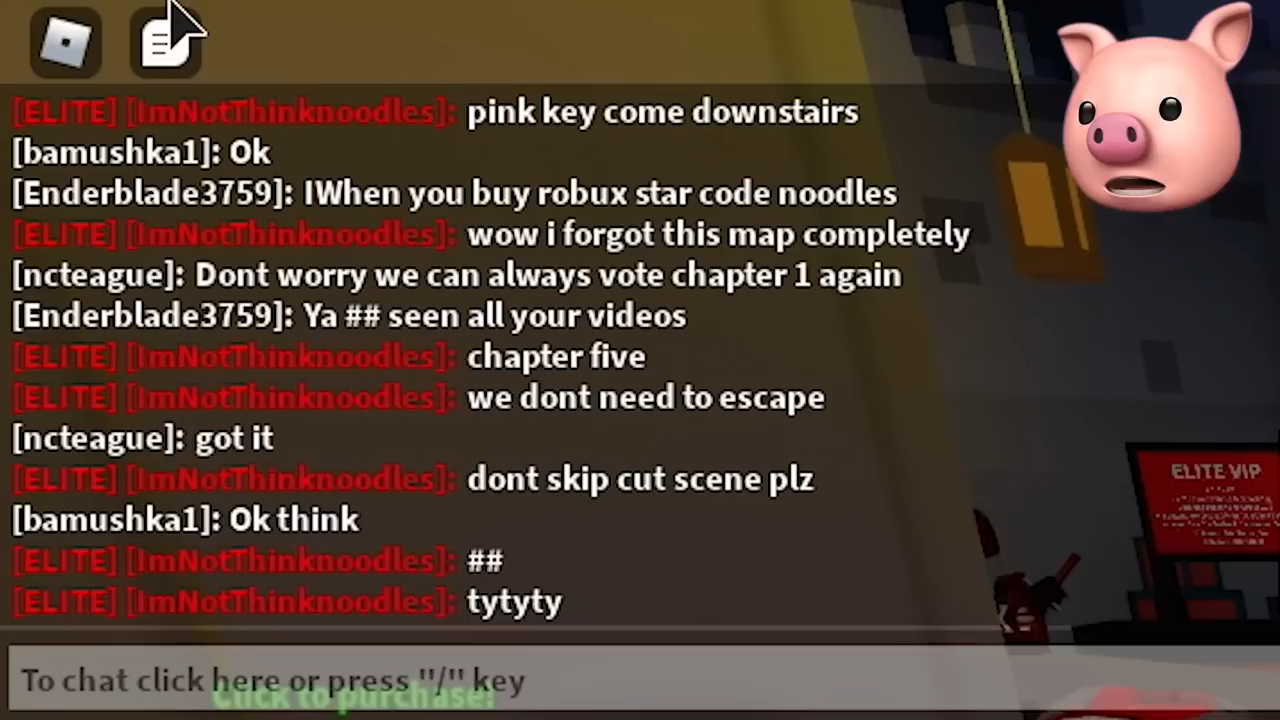 [ELITE] [ImNotThinknoodles]: pink key come downstairs
[bamushka1]: Ok
[Enderblade3759]: IWhen you buy robux star code noodles
[ELITE] [ImNotThinknoodles]: wow i forgot this map completely
[ncteague]: Dont worry we can always vote chapter 1 again
[Enderblade3759]: Ya ## seen all your videos
[ELITE] [ImNotThinknoodles]: chapter five
[ELITE] [ImNotThinknoodles]: we dont need to escape
[ncteague]: got it
[ELITE] [ImNotThinknoodles]: dont skip cut scene plz
ELITE VIP
[bamushka1]: Ok think
[ELITE] [ImNotThinknoodles]: ##
[ELITE] [ImNotThinknoodles]: tytyty
To chat click here or press "/" key
Click to purchase!